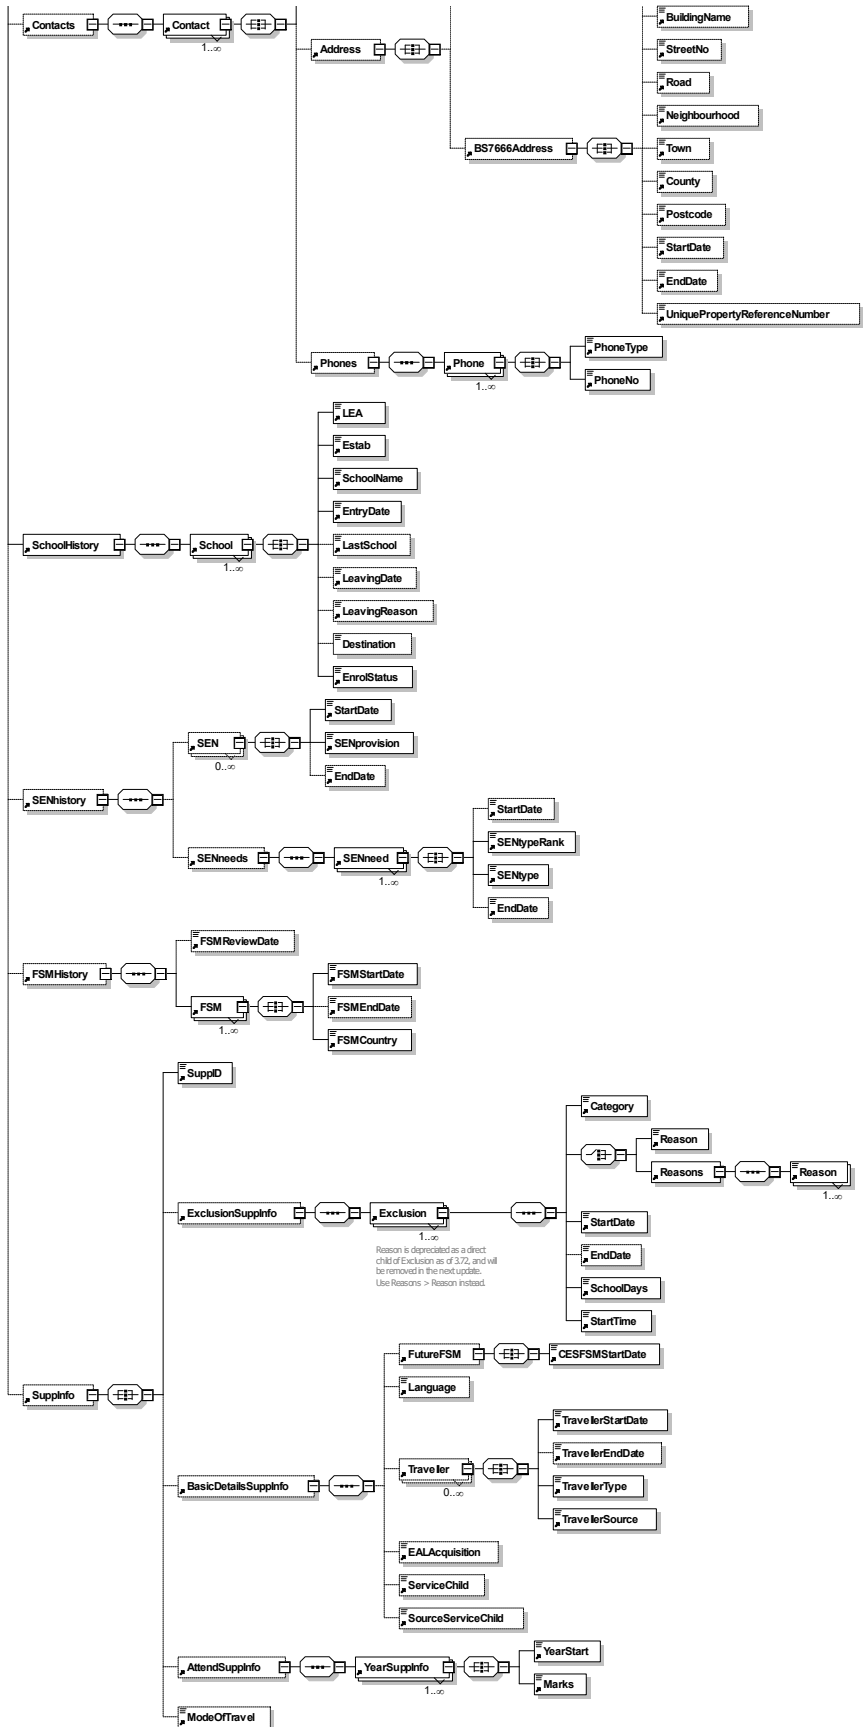 BuildingName
Contacts
Contact
1..∞
Address
StreetNo
Road
Neighbourhood
BS7666Address
Town
County
Postcode
StartDate
EndDate
UniquePropertyReferenceNumber
Phones
Phone
1..∞
PhoneType
PhoneNo
LEA
Estab
SchoolName
EntryDate
SchoolHistory
School
1..∞
LastSchool
LeavingDate
LeavingReason
Destination
EnrolStatus
SEN
0..∞
StartDate
SENprovision
EndDate
SENhistory
SENneeds
SENneed
1..∞
StartDate
SENtypeRank
SENtype
EndDate
FSMReviewDate
FSMHistory
FSM
1..∞
FSMStartDate
FSMEndDate
FSMCountry
SuppID
Category
Reason
Reasons
Reason
1..∞
ExclusionSuppInfo
Exclusion
1..∞
Reason is depreciated as a direct
child of Exclusion as of 3.72, and will
be removed in the next update.
Use Reasons > Reason instead.
StartDate
EndDate
SchoolDays
StartTime
FutureFSM
CESFSMStartDate
SuppInfo
Language
TravellerStartDate
TravellerEndDate
Traveller
0..∞
BasicDetailsSuppInfo
TravellerType
TravellerSource
EALAcquisition
ServiceChild
SourceServiceChild
AttendSuppInfo
YearSuppInfo
1..∞
YearStart
Marks
ModeOfTravel